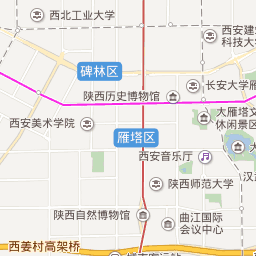 西北工业大学
西安建
科技大
碑林区
长安大学雁
陕西历史博物馆
大雁塔文
休闲景区
西安美术学院
雁塔区
西安音乐厅
汉
陕西师范大学
陕西自然博物馆
曲江国际
会议中心
西姜村高架桥